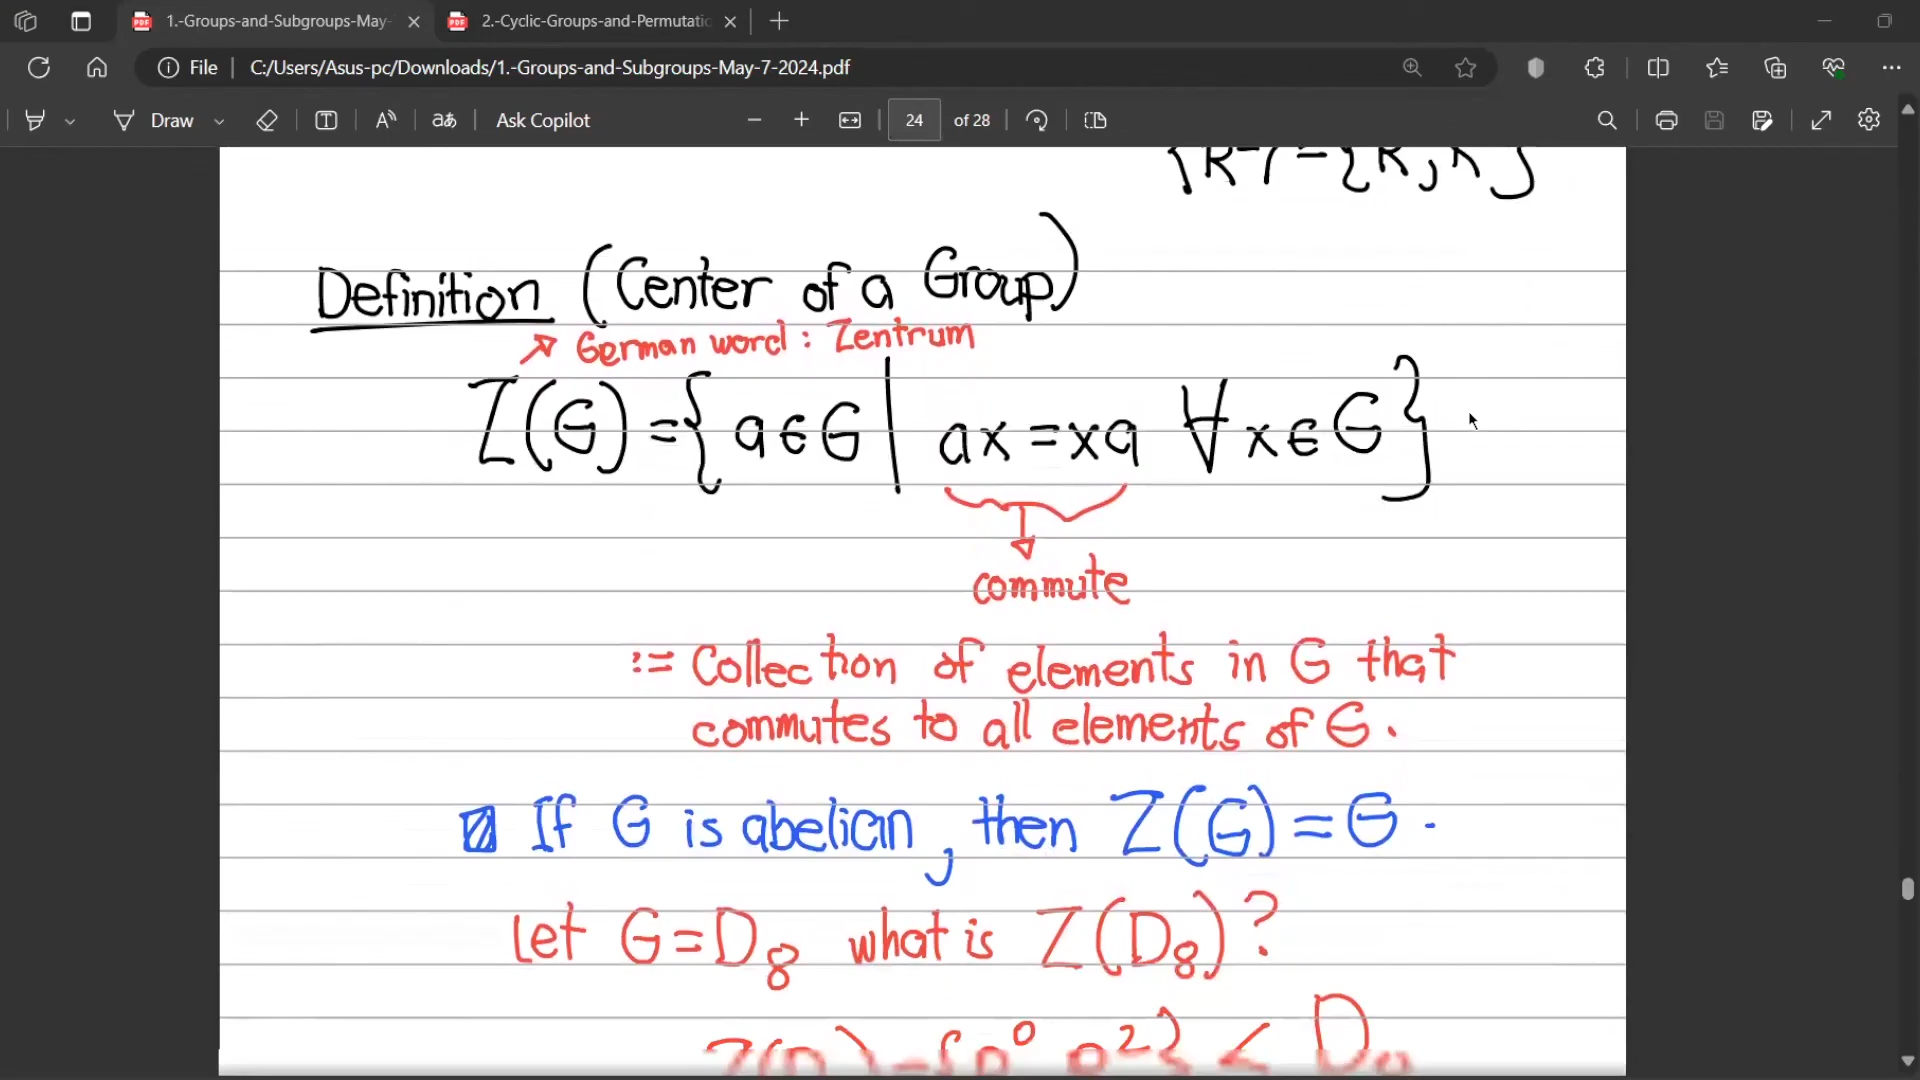 1.-Groups-and-Subgroups-May-
2.-Cyclic-Groups-and-Permutatio
File
C:/Users/Asus-pc/Downloads/1.-Groups-and-Subgroups-May-7-2024.pdf
Draw
Ask Copilot
24 of 28
Definition (Center of a Group)
German word : Zentrum
Z(G) = { a ∈ G | ax = xa ∀ x ∈ G }
commute
:= Collection of elements in G that
commutes to all elements of G.
If G is abelian, then Z(G) = G.
Let G = D₈ what is Z(D₈)?